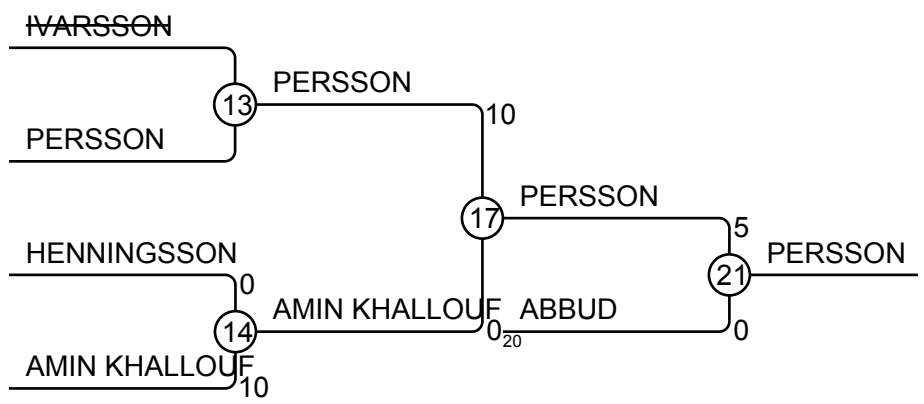 IVARSSON
13 PERSSON
10
PERSSON
17 PERSSON
5
HENNINGSSON
0
21 PERSSON
14 AMIN KHALLOUF
0
20 ABBUD
0
AMIN KHALLOUF
10